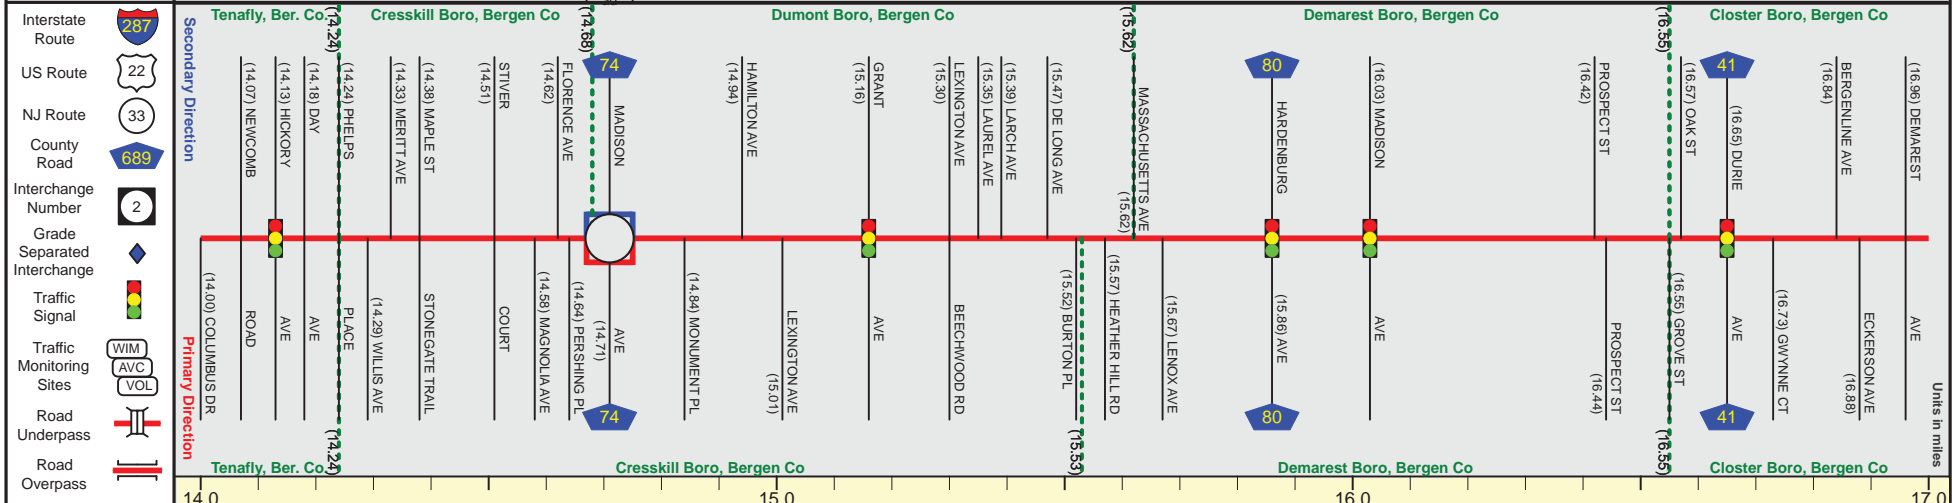 Interstate
Route
287
US Route
22
NJ Route
33
County
Road
689
Interchange
Number
2
Grade
Separated
Interchange
Traffic
Signal
Traffic
Monitoring
Sites
WIM
AVC
VOL
Road
Underpass
Road
Overpass
Secondary Direction
Primary Direction
Tenafly, Ber. Co.
(14.24)
Cresskill Boro, Bergen Co
(14.68)
Dumont Boro, Bergen Co
(15.62)
Demarest Boro, Bergen Co
(16.55)
Closter Boro, Bergen Co
(14.07) NEWCOMB
(14.13) HICKORY
(14.18) DAY
(14.24) PHELPS
(14.33) MERITT AVE
(14.38) MAPLE ST
STIVER
(14.51)
FLORENCE AVE
(14.62)
74
MADISON
HAMILTON AVE
(14.94)
GRANT
(15.16)
LEXINGTON AVE
(15.30)
(15.35) LAUREL AVE
(15.39) LARCH AVE
(15.47) DE LONG AVE
MASSACHUSETTS AVE
(15.62)
80
HARDENBURG
(16.03) MADISON
PROSPECT ST
(16.42)
(16.57) OAK ST
41
(16.65) DURIE
BERGENLINE AVE
(16.84)
(16.96) DEMAREST
(14.00) COLUMBUS DR
ROAD
AVE
AVE
PLACE
(14.29) WILLIS AVE
STONEGATE TRAIL
COURT
(14.58) MAGNOLIA AVE
(14.64) PERSHING PL
AVE
(14.71)
74
(14.84) MONUMENT PL
LEXINGTON AVE
(15.01)
AVE
BEECHWOOD RD
(15.52) BURTON PL
(15.57) HEATHER HILL RD
(15.67) LENOX AVE
(15.86) AVE
80
AVE
PROSPECT ST
(16.44)
(16.55) GROVE ST
AVE
41
(16.73) GWYNNE CT
ECKERSON AVE
(16.88)
AVE
Units in miles
Tenafly, Ber. Co.
(14.24)
Cresskill Boro, Bergen Co
(15.53)
Demarest Boro, Bergen Co
(16.55)
Closter Boro, Bergen Co
14.0
15.0
16.0
17.0